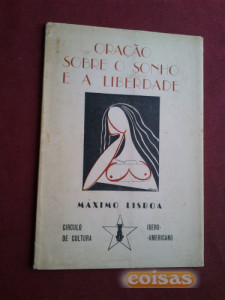 ORAÇÃO
SOBRE O SONHO
E A LIBERDADE
MAXIMO LISBOA
CIRCULO
DE CULTURA
IBERO-
-AMERICANO
coisas